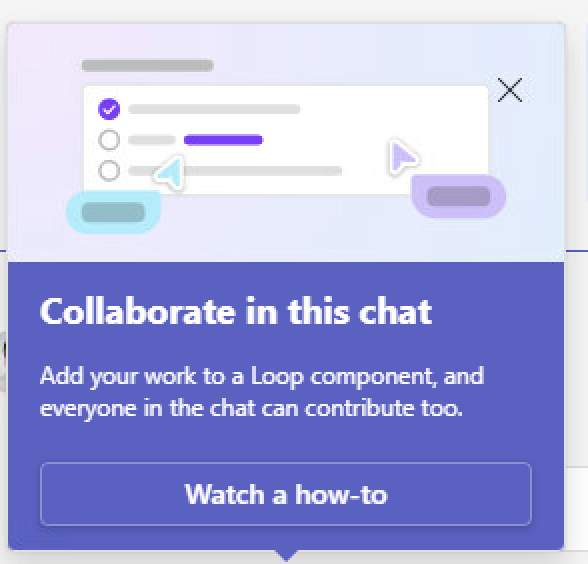 Collaborate in this chat
Add your work to a Loop component, and
everyone in the chat can contribute too.
Watch a how-to